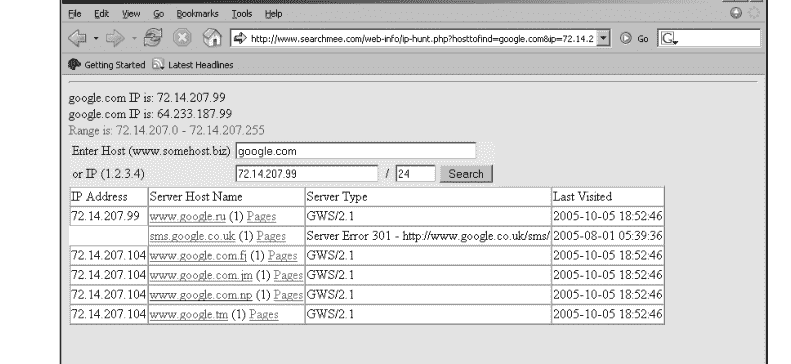 File Edit View Go Bookmarks Tools Help
http://www.searchmee.com/web-info/ip-hunt.php?hosttofind=google.com&ip=72.14.2 Go G
Getting Started Latest Headlines
google.com IP is: 72.14.207.99
google.com IP is: 64.233.187.99
Range is: 72.14.207.0 - 72.14.207.255
Enter Host (www.somehost.biz) google.com
or IP (1.2.3.4) 72.14.207.99 / 24 Search
IP Address Server Host Name Server Type Last Visited
72.14.207.99 www.google.ru (1) Pages GWS/2.1 2005-10-05 18:52:46
sms.google.co.uk (1) Pages Server Error 301 - http://www.google.co.uk/sms/ 2005-08-01 05:39:36
72.14.207.104 www.google.com.fj (1) Pages GWS/2.1 2005-10-05 18:52:46
72.14.207.104 www.google.com.jm (1) Pages GWS/2.1 2005-10-05 18:52:46
72.14.207.104 www.google.com.np (1) Pages GWS/2.1 2005-10-05 18:52:46
72.14.207.104 www.google.tm (1) Pages GWS/2.1 2005-10-05 18:52:46